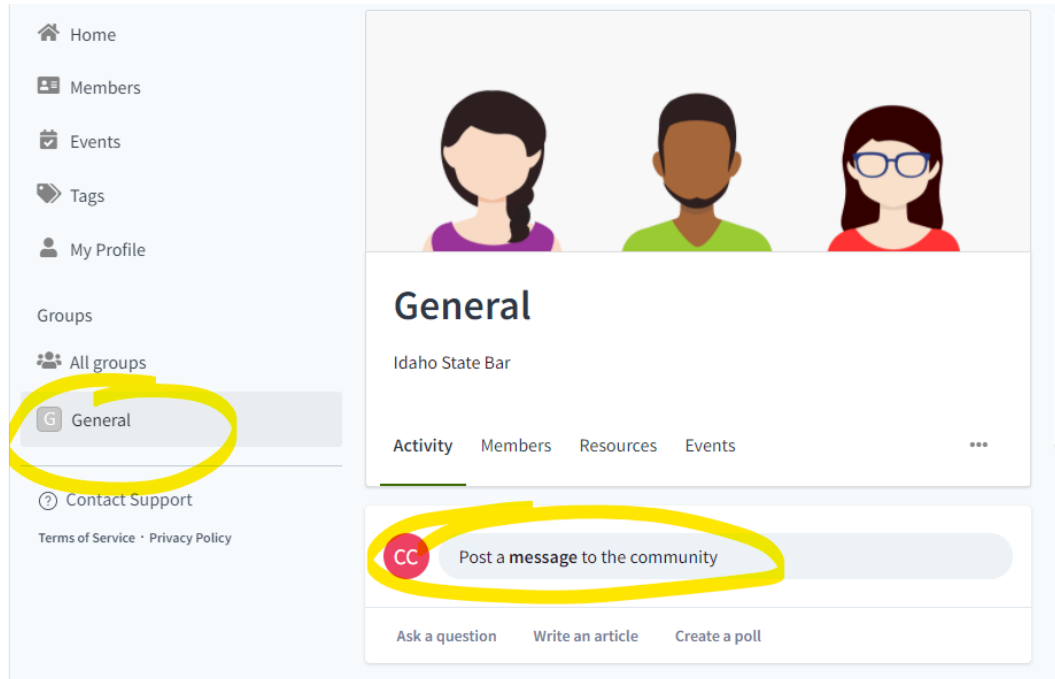 Home
Members
Events
Tags
My Profile
Groups
All groups
G General
Contact Support
Terms of Service · Privacy Policy
General
Idaho State Bar
Activity Members Resources Events
CC Post a message to the community
Ask a question Write an article Create a poll